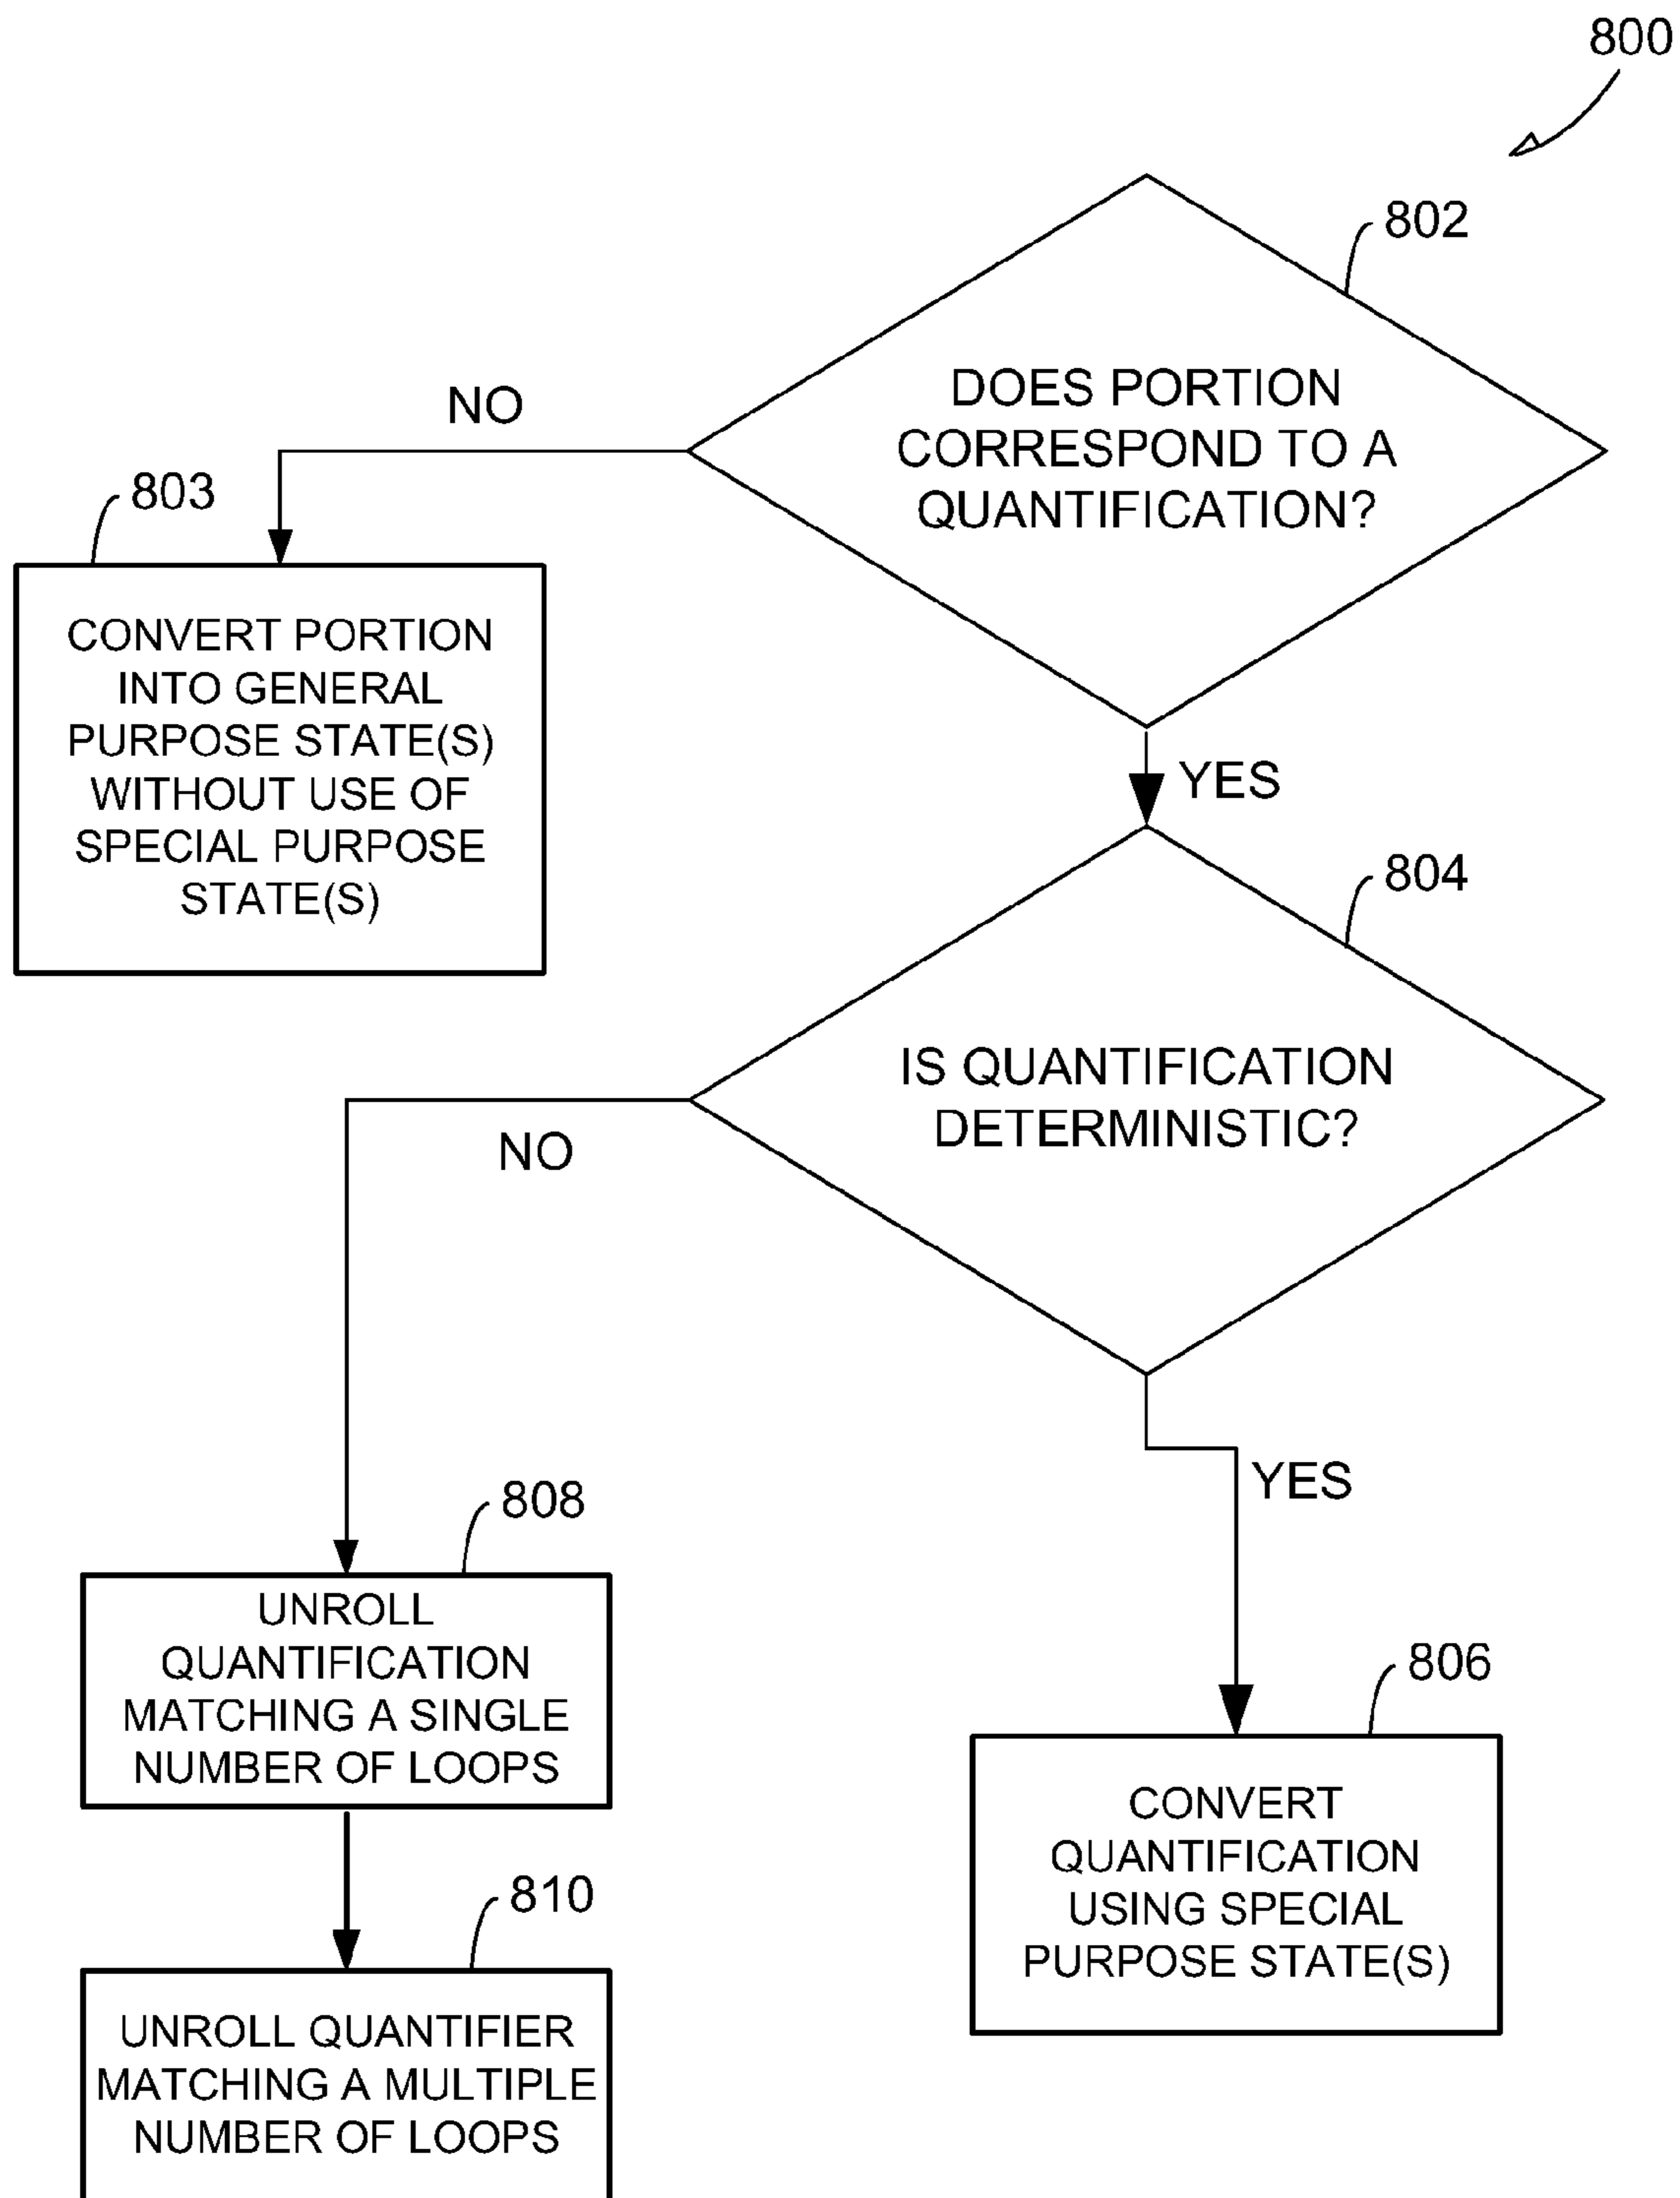 800
802
DOES PORTION
CORRESPOND TO A
QUANTIFICATION?
NO
803
CONVERT PORTION
INTO GENERAL
PURPOSE STATE(S)
WITHOUT USE OF
SPECIAL PURPOSE
STATE(S)
YES
804
IS QUANTIFICATION
DETERMINISTIC?
NO
YES
808
UNROLL
QUANTIFICATION
MATCHING A SINGLE
NUMBER OF LOOPS
806
CONVERT
QUANTIFICATION
USING SPECIAL
PURPOSE STATE(S)
810
UNROLL QUANTIFIER
MATCHING A MULTIPLE
NUMBER OF LOOPS